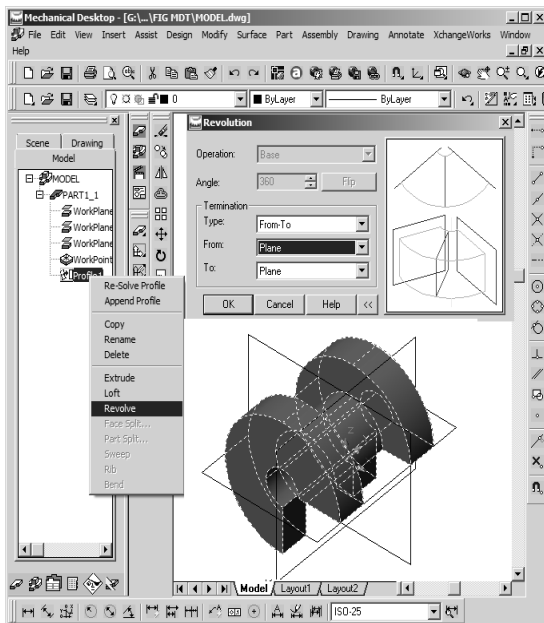 Mechanical Desktop - [G:\...\FIG MDT\MODEL.dwg]
File Edit View Insert Assist Design Modify Surface Part Assembly Drawing Annotate XchangeWorks Window
Help
0 ByLayer ByLayer
Scene Drawing
Model
MODEL
PART1_1
WorkPlane
WorkPlane
WorkPlane
WorkPoint
Profile1
Re-Solve Profile
Append Profile
Copy
Rename
Delete
Extrude
Loft
Revolve
Face Split...
Part Split...
Sweep
Rib
Bend
Revolution
Operation: Base
Angle: 360 Flip
Termination
Type: From-To
From: Plane
To: Plane
OK Cancel Help <<
Model Layout1 Layout2
ISO-25